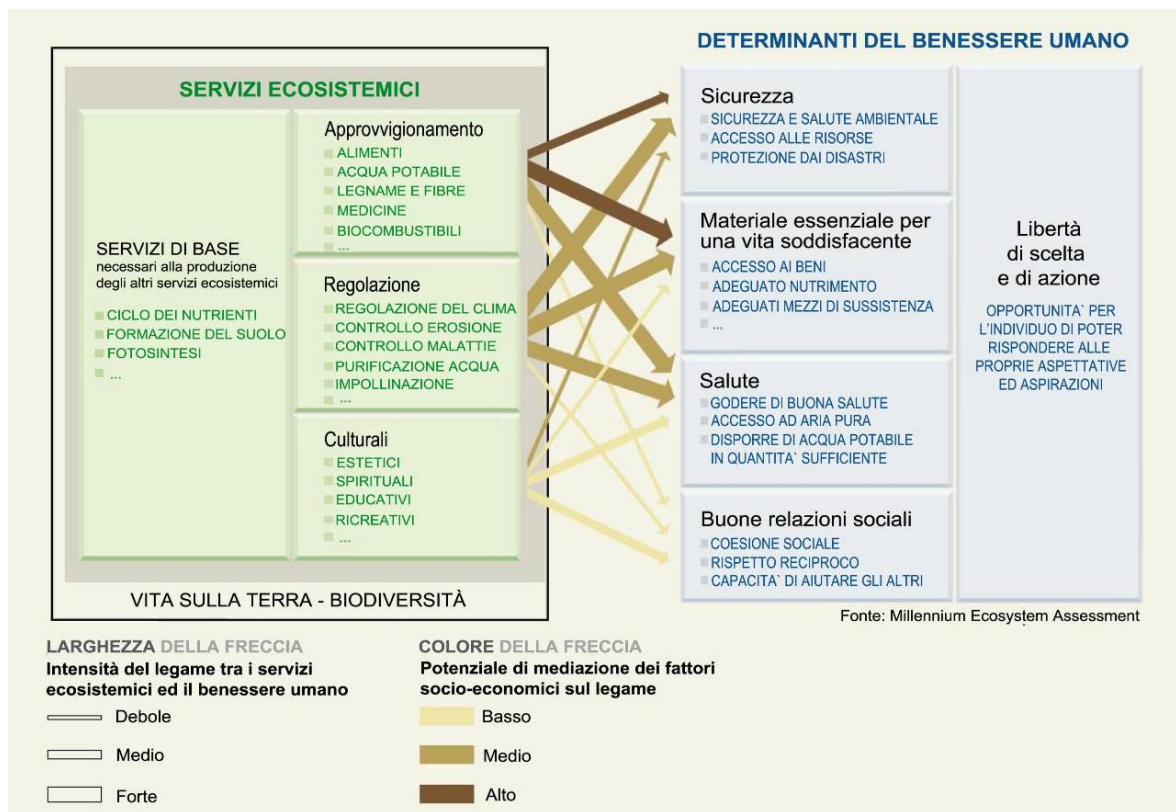 DETERMINANTI DEL BENESSERE UMANO
SERVIZI ECOSISTEMICI
SERVIZI DI BASE
necessari alla produzione
degli altri servizi ecosistemici
CICLO DEI NUTRIENTI
FORMAZIONE DEL SUOLO
FOTOSINTESI
...
Approvvigionamento
ALIMENTI
ACQUA POTABILE
LEGNAME E FIBRE
MEDICINE
BIOCOMBUSTIBILI
...
Regolazione
REGOLAZIONE DEL CLIMA
CONTROLLO EROSIONE
CONTROLLO MALATTIE
PURIFICAZIONE ACQUA
IMPOLLINAZIONE
...
Culturali
ESTETICI
SPIRITUALI
EDUCATIVI
RICREATIVI
...
VITA SULLA TERRA - BIODIVERSITÀ
Sicurezza
SICUREZZA E SALUTE AMBIENTALE
ACCESSO ALLE RISORSE
PROTEZIONE DAI DISASTRI
Materiale essenziale per
una vita soddisfacente
ACCESSO AI BENI
ADEGUATO NUTRIMENTO
ADEGUATI MEZZI DI SUSSISTENZA
...
Salute
GODERE DI BUONA SALUTE
ACCESSO AD ARIA PURA
DISPORRE DI ACQUA POTABILE
IN QUANTITA` SUFFICIENTE
Buone relazioni sociali
COESIONE SOCIALE
RISPETTO RECIPROCO
CAPACITA` DI AIUTARE GLI ALTRI
Libertà
di scelta
e di azione
OPPORTUNITA` PER
L'INDIVIDUO DI POTER
RISPONDERE ALLE
PROPRIE ASPETTATIVE
ED ASPIRAZIONI
Fonte: Millennium Ecosystem Assessment
LARGHEZZA DELLA FRECCIA
Intensità del legame tra i servizi
ecosistemici ed il benessere umano
Debole
Medio
Forte
COLORE DELLA FRECCIA
Potenziale di mediazione dei fattori
socio-economici sul legame
Basso
Medio
Alto